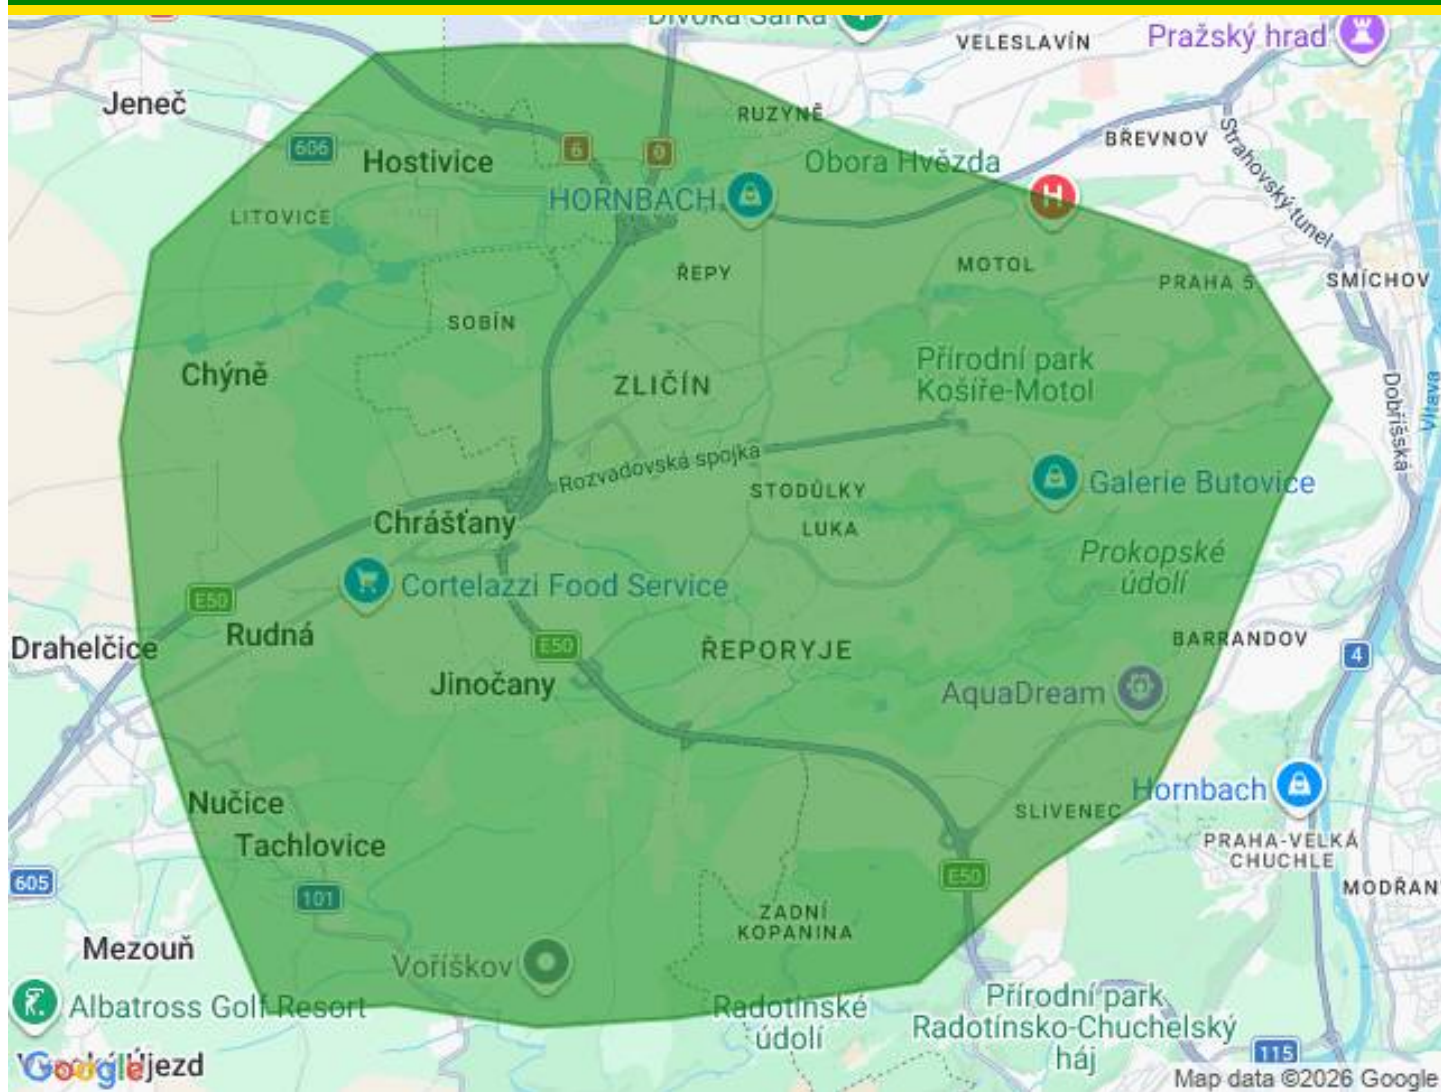 Divoká Šárka
VELESLAVÍN
Pražský hrad
Jeneč
RUZYNĚ
BŘEVNOV
Strahovský tunel
606
6
0
Hostivice
Obora Hvězda
HORNBACH
H
LITOVICE
ŘEPY
MOTOL
PRAHA 5
SMÍCHOV
SOBÍN
Chýně
ZLIČÍN
Přírodní park
Košíře-Motol
Dobříšská
Vltava
Rozvadovská spojka
STODŮLKY
Galerie Butovice
Chrášťany
LUKA
Prokopské
údolí
Cortelazzi Food Service
E50
Drahelčice
Rudná
E50
ŘEPORYJE
BARRANDOV
4
Jinočany
AquaDream
Nučice
Hornbach
SLIVENEC
Tachlovice
PRAHA-VELKÁ
CHUCHLE
605
101
E50
MODŘAN
ZADNÍ
KOPANINA
Mezouň
Voříškov
Albatross Golf Resort
Radotínské
údolí
Přírodní park
Radotínsko-Chuchelský
háj
Google
jezd
115
Map data ©2026 Google